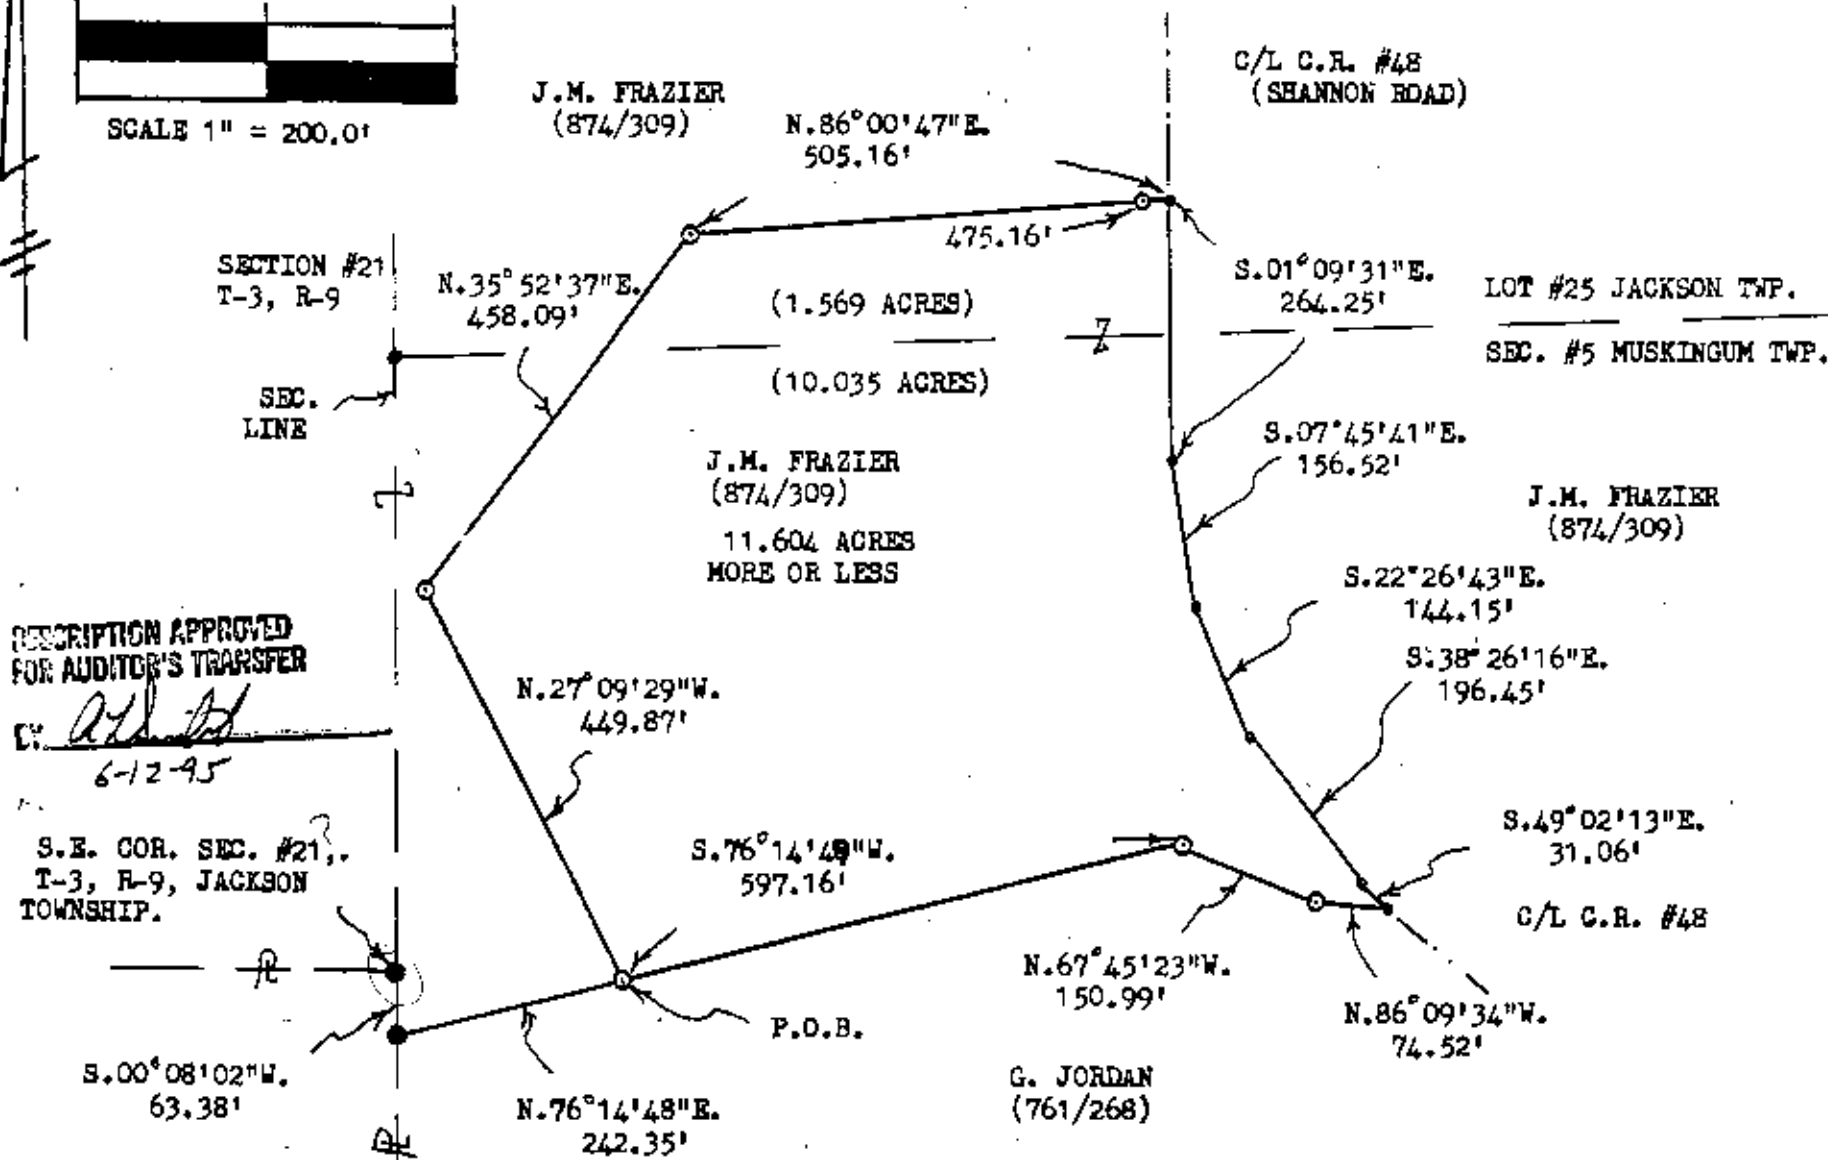 SCALE 1" = 200.0'
J.M. FRAZIER
(874/309)
N.86°00'47"E.
505.16'
C/L C.R. #48
(SHANNON ROAD)
475.16'
SECTION #21
T-3, R-9
N.35°52'37"E.
458.09'
(1.569 ACRES)
S.01°09'31"E.
264.25'
LOT #25 JACKSON TWP.
SEC. #5 MUSKINGUM TWP.
(10.035 ACRES)
SEC.
LINE
S.07°45'41"E.
156.52'
J.M. FRAZIER
(874/309)
11.604 ACRES
MORE OR LESS
J.M. FRAZIER
(874/309)
S.22°26'43"E.
144.15'
DESCRIPTION APPROVED
FOR AUDITOR'S TRANSFER
BY
6-12-95
S.38°26'16"E.
196.45'
N.27°09'29"W.
449.87'
S.E. COR. SEC. #21,
T-3, R-9, JACKSON
TOWNSHIP.
?
S.76°14'48"W.
597.16'
S.49°02'13"E.
31.06'
C/L C.R. #48
N.67°45'23"W.
150.99'
N.86°09'34"W.
74.52'
P.O.B.
S.00°08'02"W.
63.38'
N.76°14'48"E.
242.35'
G. JORDAN
(761/268)